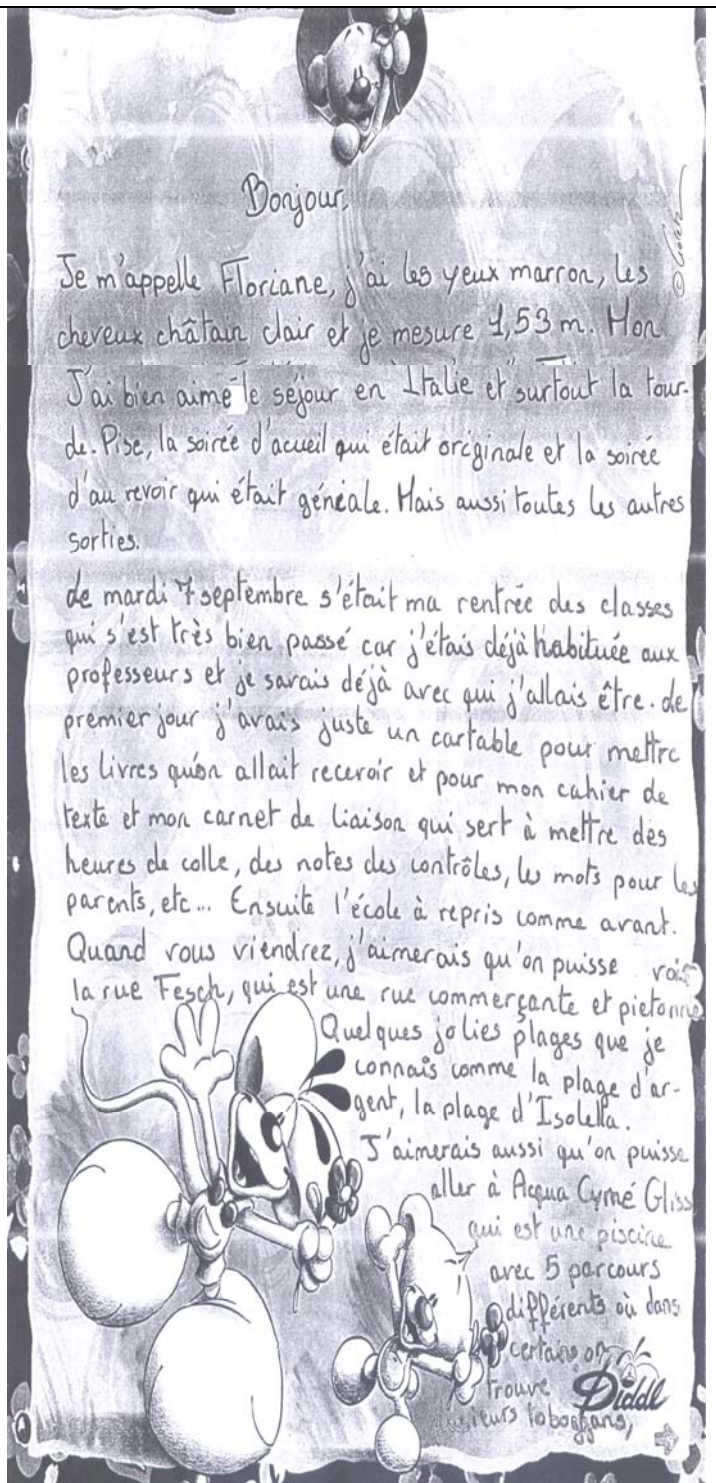 © Goletz
Bonjour,
Je m'appelle Floriane, j'ai les yeux marron, les
cheveux châtain clair et je mesure 1,53 m. Mon
J'ai bien aimé le séjour en Italie et surtout la tour
de Pise, la soirée d'acueil qui était originale et la soirée
d'au revoir qui était géniale. Mais aussi toutes les autres
sorties.
Le mardi 7 septembre s'était ma rentrée des classes
qui s'est très bien passé car j'étais déjà habituée aux
professeurs et je savais déjà avec qui j'allais être. Le
premier jour j'avais juste un cartable pour mettre
les livres qu'on allait recevoir et pour mon cahier de
texte et mon carnet de liaison qui sert à mettre des
heures de colle, des notes des contrôles, les mots pour les
parents, etc... Ensuite l'école à repris comme avant.
Quand vous viendrez, j'aimerais qu'on puisse voir
la rue Fesch, qui est une rue commerçante et pietonne
Quelques jolies plages que je
connais comme la plage d'ar-
gent, la plage d'Isolella.
J'aimerais aussi qu'on puisse
aller à Acqua Cyrné Gliss
qui est une piscine
avec 5 parcours
différents où dans
certains on
trouve
plusieurs toboggans,
Diddl